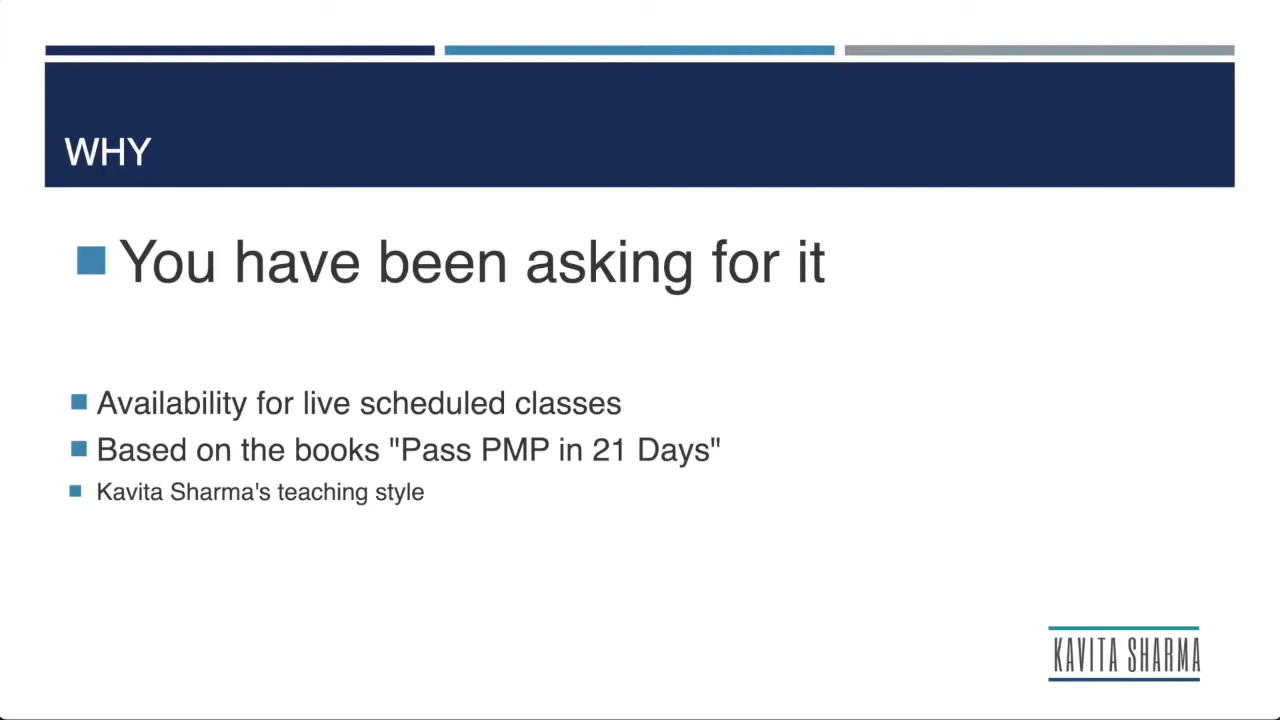 WHY
You have been asking for it
Availability for live scheduled classes
Based on the books "Pass PMP in 21 Days"
Kavita Sharma's teaching style
KAVITA SHARMA